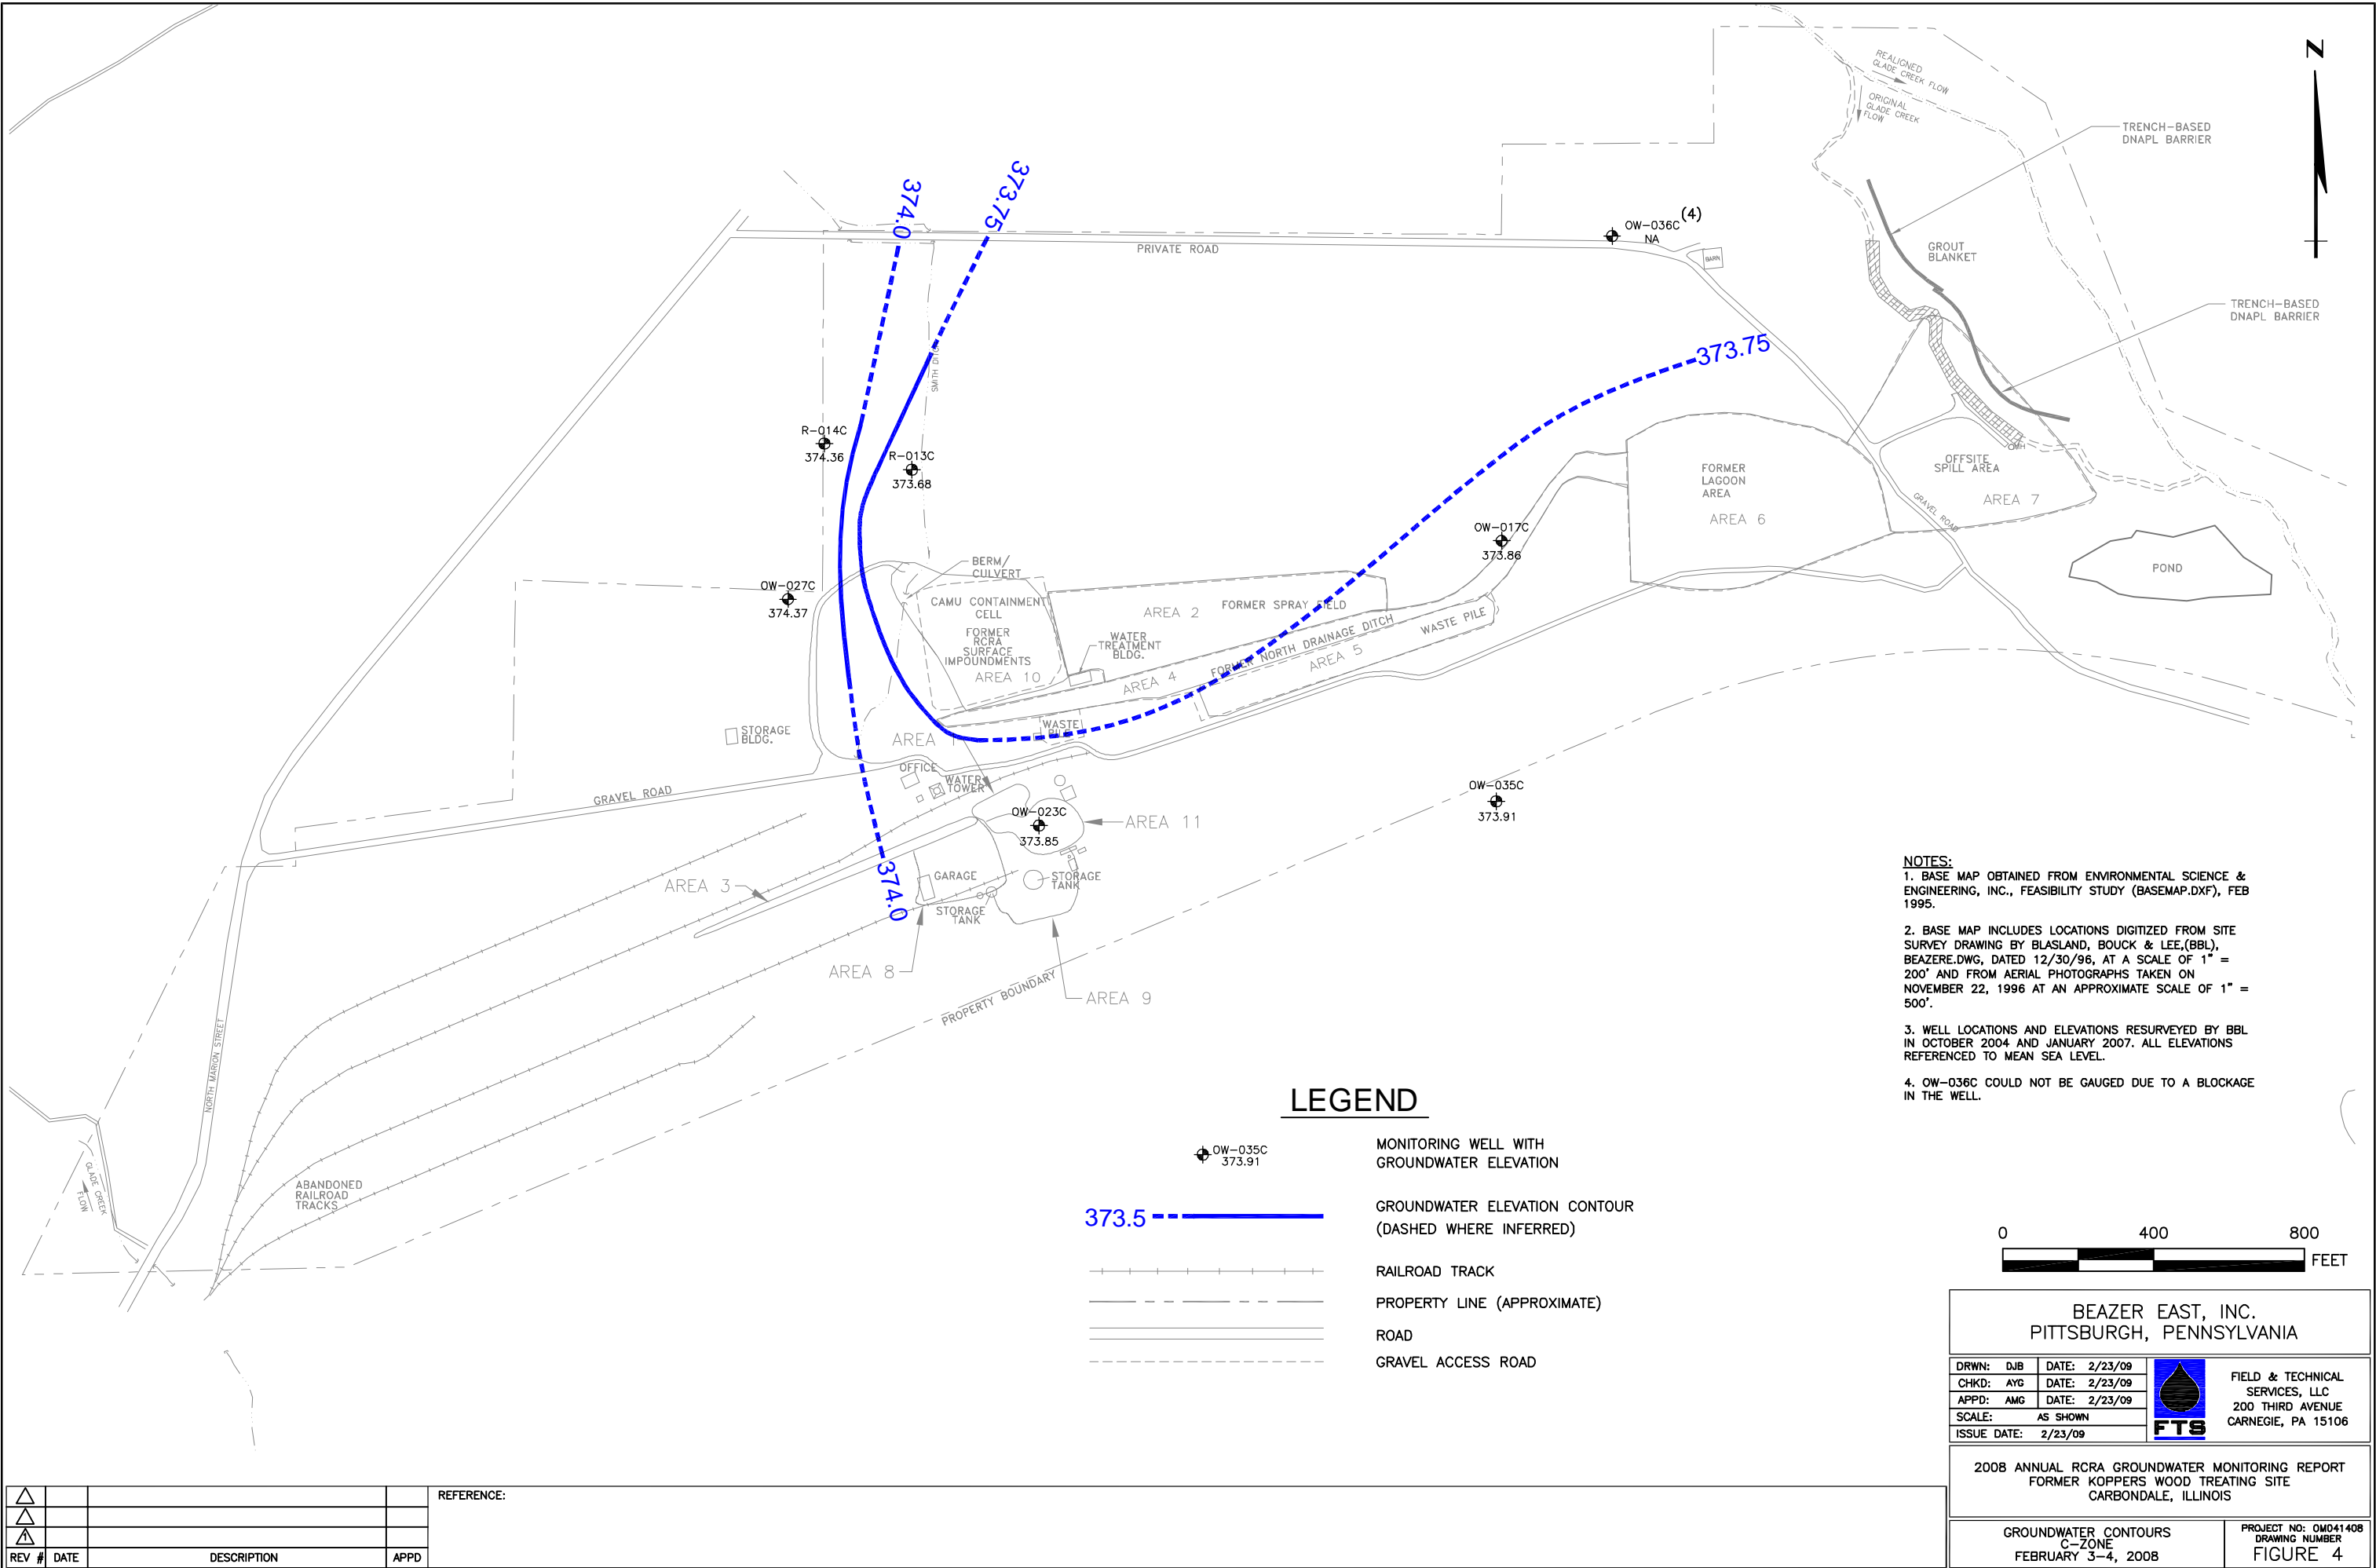 N
REALIGNED
GLADE CREEK FLOW
ORIGINAL
GLADE CREEK
FLOW
TRENCH-BASED
DNAPL BARRIER
374.0
373.75
(4)
OW-036C
NA
PRIVATE ROAD
BARN
GROUT
BLANKET
TRENCH-BASED
DNAPL BARRIER
373.75
R-014C
374.36
R-013C
373.68
FORMER
LAGOON
AREA
AREA 6
OFFSITE
SPILL AREA
AREA 7
GRAVEL ROAD
OW-017C
373.86
POND
OW-027C
374.37
BERM/
CULVERT
CAMU CONTAINMENT
CELL
FORMER
RCRA
SURFACE
IMPOUNDMENTS
AREA 10
AREA 2
FORMER SPRAY FIELD
WATER
TREATMENT
BLDG.
FORMER NORTH DRAINAGE DITCH
WASTE PILE
AREA 4
AREA 5
STORAGE
BLDG.
AREA
WASTE
OFFICE
WATER
TOWER
GRAVEL ROAD
OW-023C
373.85
AREA 11
OW-035C
373.91
AREA 3
374.0
GARAGE
STORAGE
TANK
STORAGE
TANK
AREA 8
AREA 9
PROPERTY BOUNDARY
NORTH MARION STREET
GLADE CREEK
FLOW
ABANDONED
RAILROAD
TRACKS
NOTES:
1. BASE MAP OBTAINED FROM ENVIRONMENTAL SCIENCE &
ENGINEERING, INC., FEASIBILITY STUDY (BASEMAP.DXF), FEB
1995.
2. BASE MAP INCLUDES LOCATIONS DIGITIZED FROM SITE
SURVEY DRAWING BY BLASLAND, BOUCK & LEE,(BBL),
BEAZERE.DWG, DATED 12/30/96, AT A SCALE OF 1" =
200' AND FROM AERIAL PHOTOGRAPHS TAKEN ON
NOVEMBER 22, 1996 AT AN APPROXIMATE SCALE OF 1" =
500'.
3. WELL LOCATIONS AND ELEVATIONS RESURVEYED BY BBL
IN OCTOBER 2004 AND JANUARY 2007. ALL ELEVATIONS
REFERENCED TO MEAN SEA LEVEL.
4. OW-036C COULD NOT BE GAUGED DUE TO A BLOCKAGE
IN THE WELL.
LEGEND
OW-035C
373.91
MONITORING WELL WITH
GROUNDWATER ELEVATION
373.5
GROUNDWATER ELEVATION CONTOUR
(DASHED WHERE INFERRED)
RAILROAD TRACK
PROPERTY LINE (APPROXIMATE)
ROAD
GRAVEL ACCESS ROAD
0 400 800
FEET
BEAZER EAST, INC.
PITTSBURGH, PENNSYLVANIA
DRWN: DJB DATE: 2/23/09
CHKD: AYG DATE: 2/23/09
APPD: AMG DATE: 2/23/09
SCALE: AS SHOWN
ISSUE DATE: 2/23/09
FTS
FIELD & TECHNICAL
SERVICES, LLC
200 THIRD AVENUE
CARNEGIE, PA 15106
2008 ANNUAL RCRA GROUNDWATER MONITORING REPORT
FORMER KOPPERS WOOD TREATING SITE
CARBONDALE, ILLINOIS
GROUNDWATER CONTOURS
C-ZONE
FEBRUARY 3-4, 2008
PROJECT NO: OM041408
DRAWING NUMBER
FIGURE 4
REFERENCE:
1
REV # DATE DESCRIPTION APPD